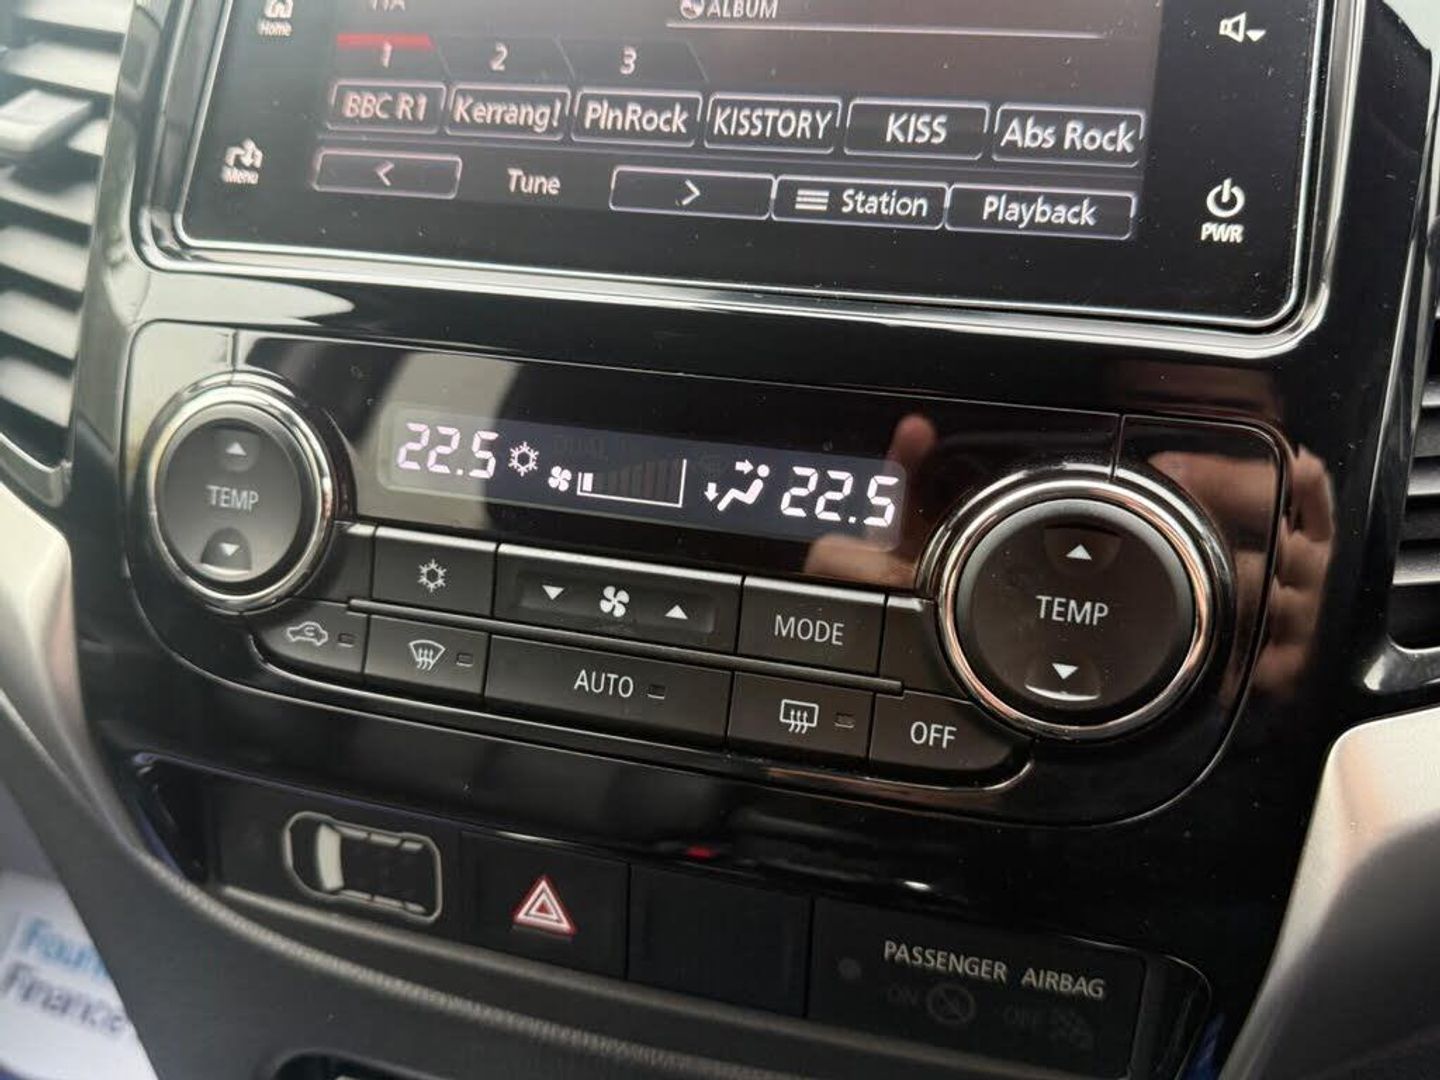 Home
ALBUM
1 2 3
BBC R1 Kerrang! PlnRock KISSTORY KISS Abs Rock
Menu
< Tune > Station Playback
PWR
22.5 22.5
TEMP
TEMP
MODE
AUTO
OFF
PASSENGER AIRBAG
ON OFF
Finance